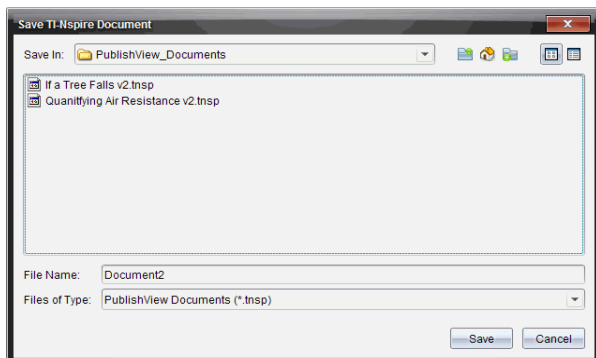 Save TI-Nspire Document
Save In: PublishView_Documents
If a Tree Falls v2.tnsp
Quanitfying Air Resistance v2.tnsp
File Name: Document2
Files of Type: PublishView Documents (*.tnsp)
Save Cancel